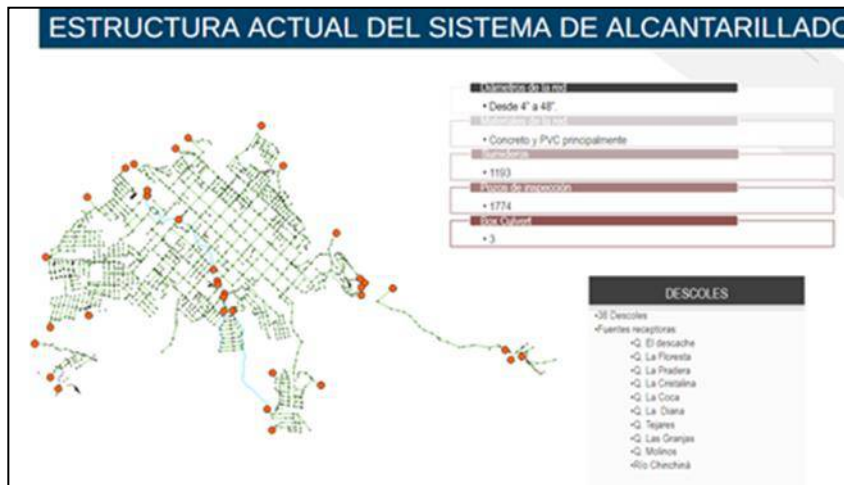 ESTRUCTURA ACTUAL DEL SISTEMA DE ALCANTARILLADO
Diámetros de la red
• Desde 4" a 48".
Materiales de la red
• Concreto y PVC principalmente
Sumideros
• 1193
Pozos de inspección
• 1774
Box Culvert
• 3
DESCOLES
•36 Descoles
•Fuentes receptoras
•Q. El descache
•Q. La Floresta
•Q. La Pradera
•Q. La Cristalina
•Q. La Coca
•Q. La Diana
•Q. Tejares
•Q. Las Granjas
•Q. Molinos
•Río Chinchiná